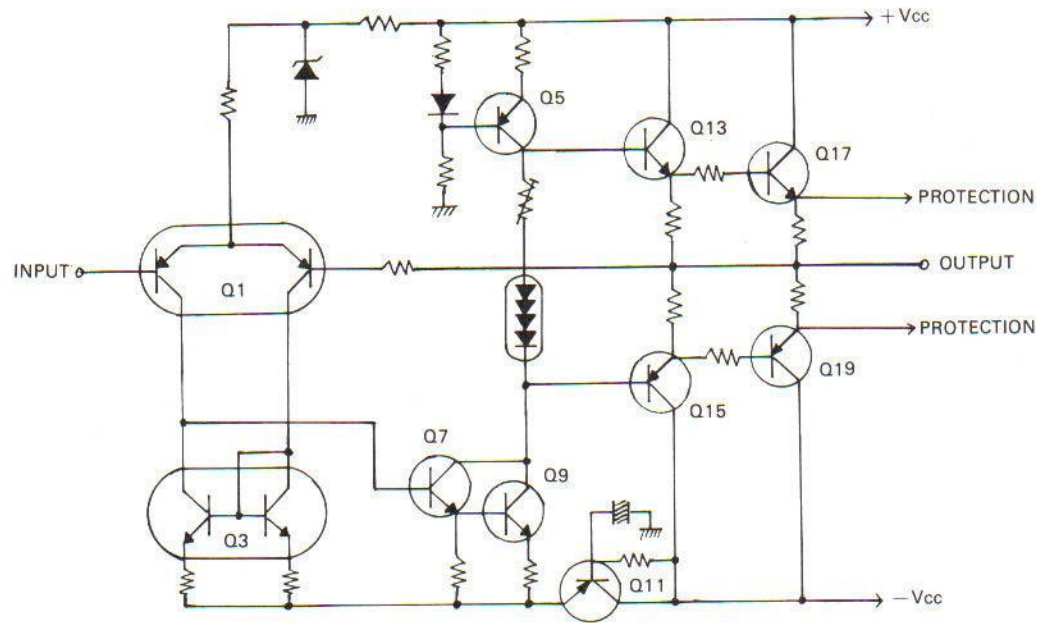 +Vcc
Q5
Q13
Q17
PROTECTION
INPUT
Q1
OUTPUT
PROTECTION
Q19
Q15
Q7
Q9
Q3
Q11
−Vcc